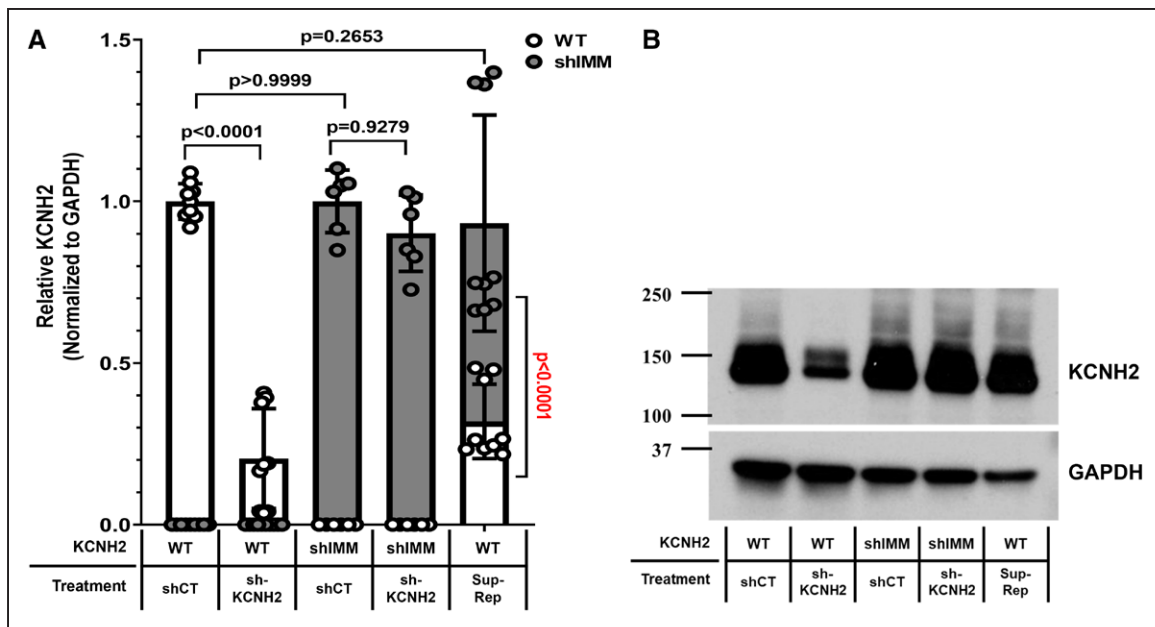 A
Relative KCNH2
(Normalized to GAPDH)
1.5
1.0
0.5
0.0
p=0.2653
p>0.9999
p<0.0001
p=0.9279
p<0.0001
WT
shIMM
KCNH2 WT WT shIMM shIMM WT
Treatment shCT sh- shCT sh- Sup-
KCNH2 KCNH2 Rep
B
250
150
100
37
KCNH2
GAPDH
KCNH2 WT WT shIMM shIMM WT
Treatment shCT sh- shCT sh- Sup-
KCNH2 KCNH2 Rep